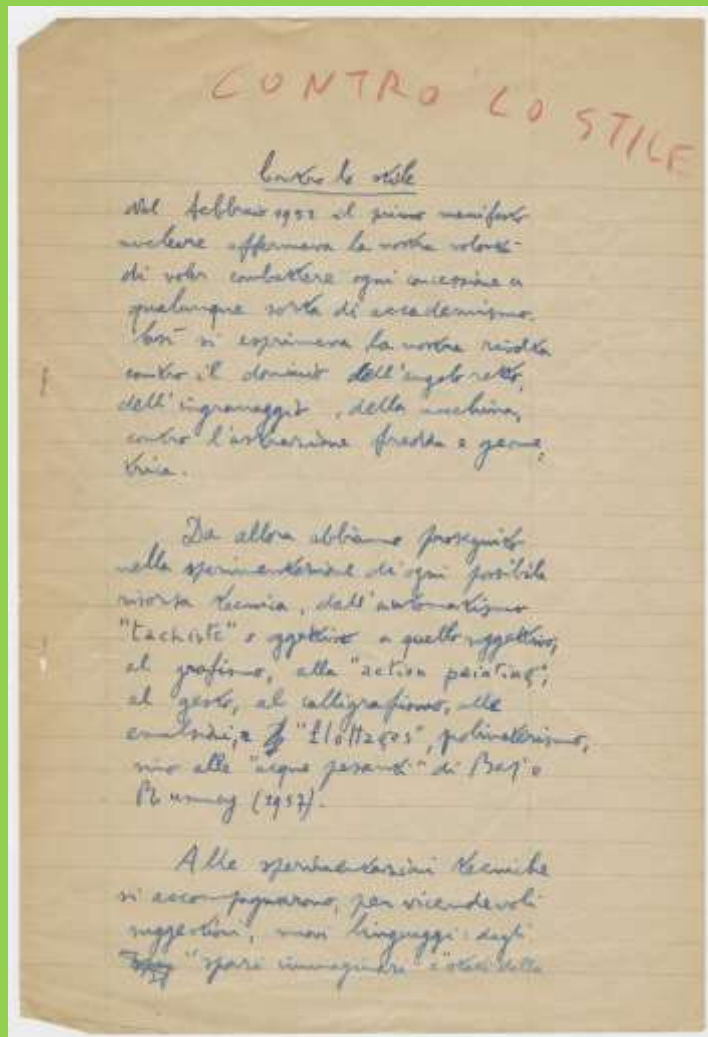 CONTRO LO STILE
Contro lo stile
Nel febbraio 1952 il primo manifesto
nucleare affermava la nostra volontà
di voler combattere ogni concessione a
qualunque sorta di accademismo.
Così si esprimeva la nostra rivolta
contro il dominio dell'angolo retto,
dell'ingranaggio, della macchina,
contro l'astrazione fredda e geome,
trica.
Da allora abbiamo proseguito
nella sperimentazione di ogni possibile
risorsa tecnica, dall'automatismo
"tachiste" oggettivo a quello soggettivo,
al grafismo, alla "action painting",
al gesto, al calligrafismo, alle
emulsioni, a "flottages", polimaterismo,
sino alle "acque pesanti" di Baj e
(1957).
Alle sperimentazioni tecniche
si accompagnarono, per vicendevoli
suggestioni, nuovi linguaggi: dagli
"spazi immaginari" e "stati della